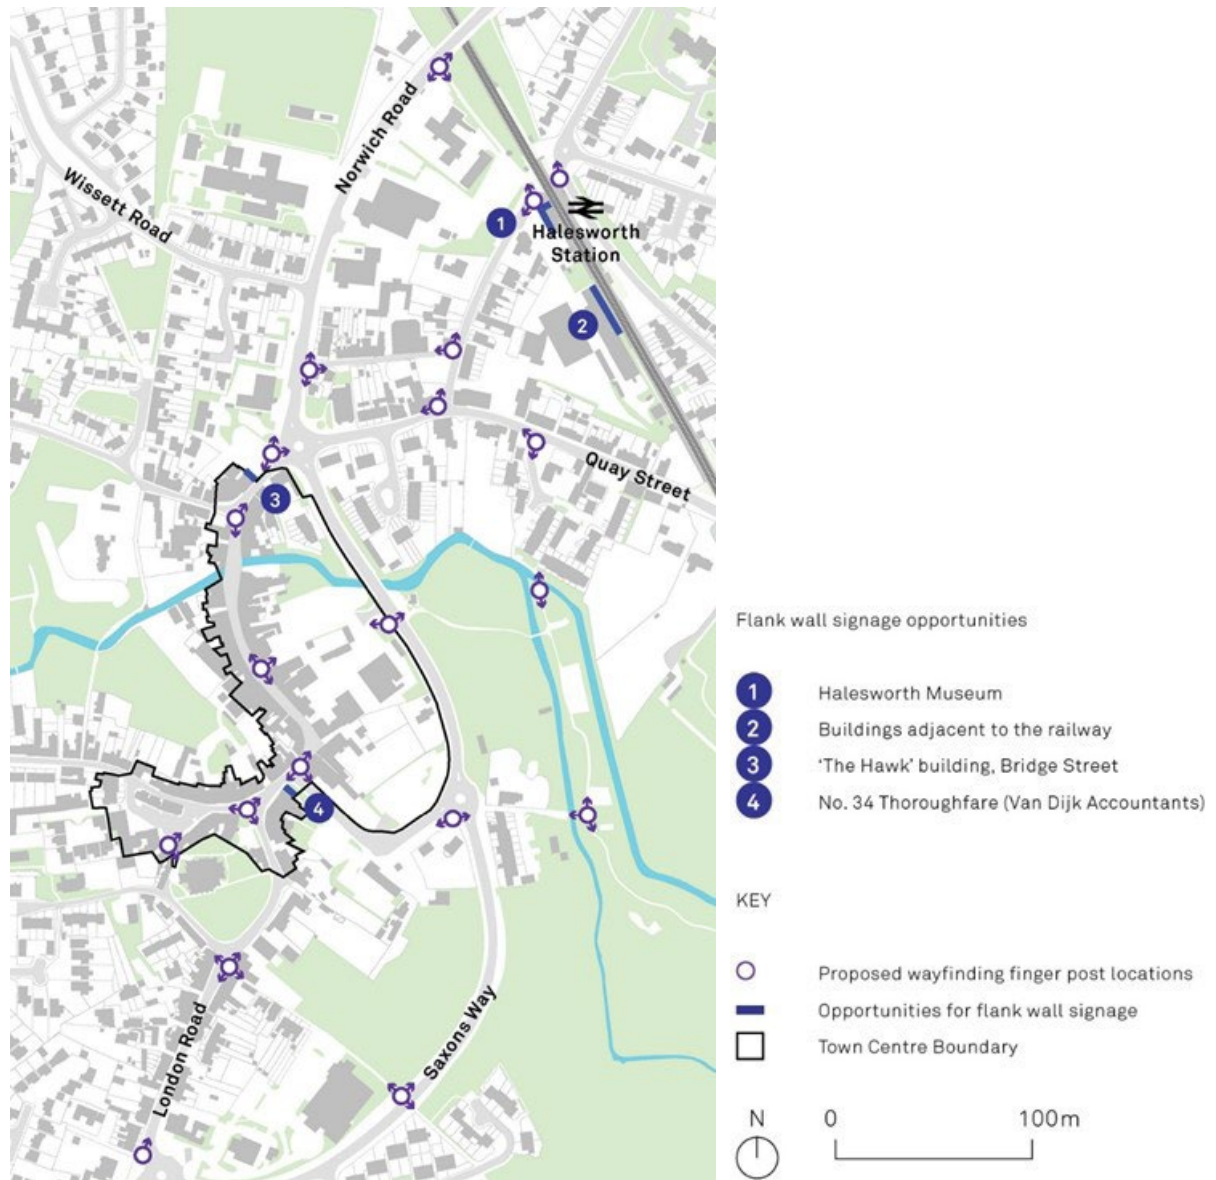 Norwich Road
Wissett Road
1
Halesworth
Station
2
Quay Street
3
4
London Road
Saxons Way
Flank wall signage opportunities
1 Halesworth Museum
2 Buildings adjacent to the railway
3 ‘The Hawk’ building, Bridge Street
4 No. 34 Thoroughfare (Van Dijk Accountants)
KEY
Proposed wayfinding finger post locations
Opportunities for flank wall signage
Town Centre Boundary
N 0 100m